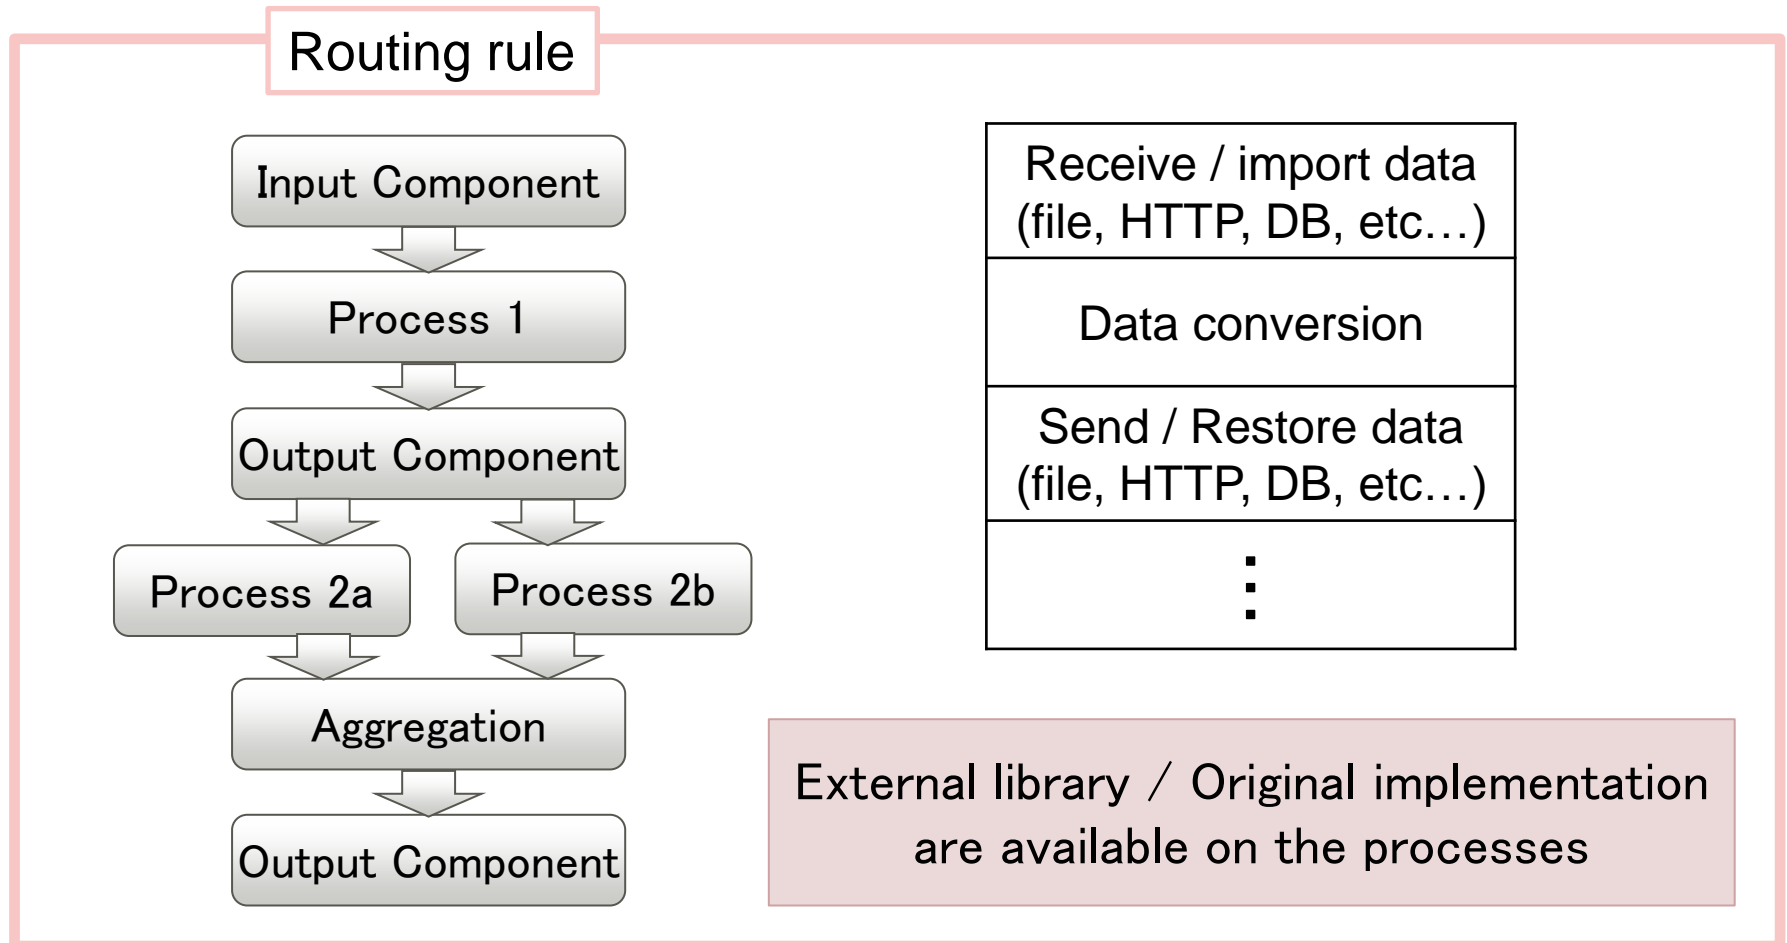 Routing rule
Input Component
Process 1
Output Component
Process 2a
Process 2b
Aggregation
Output Component
Receive / import data
(file, HTTP, DB, etc…)
Data conversion
Send / Restore data
(file, HTTP, DB, etc…)
⋮
External library / Original implementation
are available on the processes